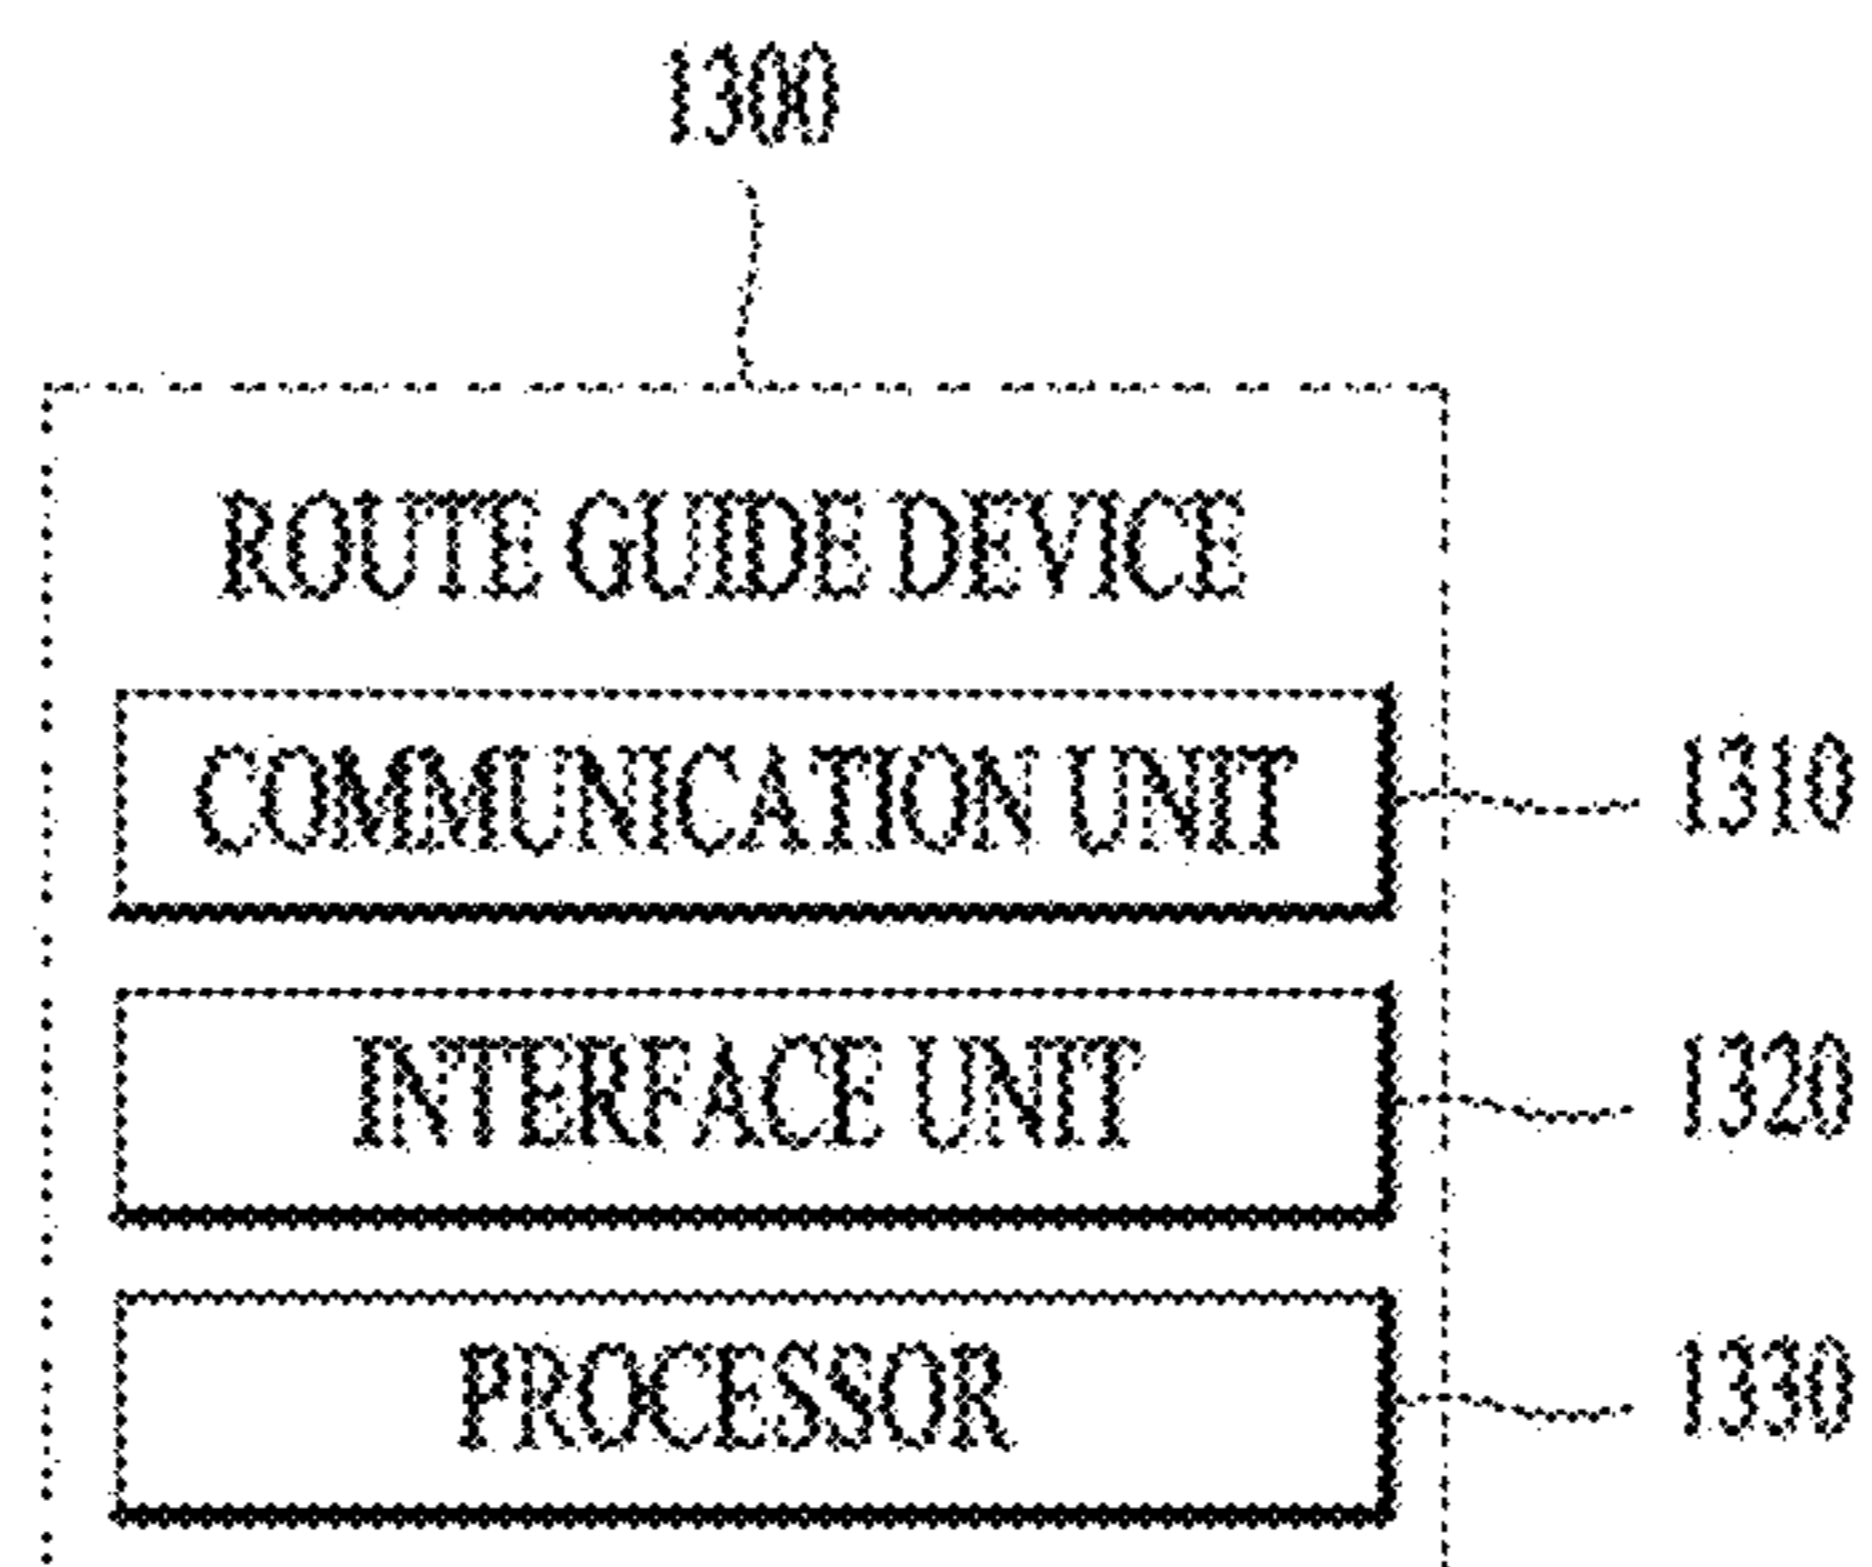 1300
ROUTE GUIDE DEVICE
COMMUNICATION UNIT
1310
INTERFACE UNIT
1320
PROCESSOR
1330